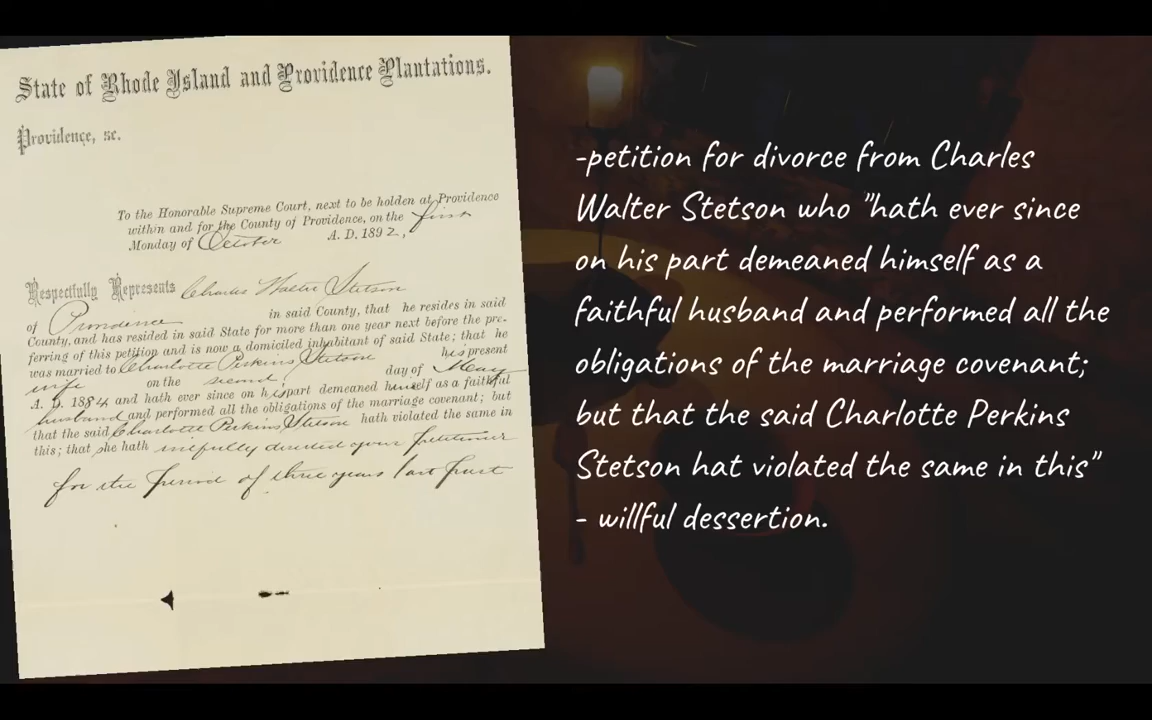 State of Rhode Island and Providence Plantations.
Providence, sc.
To the Honorable Supreme Court, next to be holden at Providence
within and for the County of Providence, on the first
Monday of October A. D. 1892,
Respectfully Represents Charles Walter Stetson
of Providence in said County, that he resides in said
County, and has resided in said State for more than one year next before the pre-
ferring of this petition and is now a domiciled inhabitant of said State; that he
was married to Charlotte Perkins Stetson his present
wife on the second day of May
A. D. 1884 and hath ever since on his part demeaned himself as a faithful
husband and performed all the obligations of the marriage covenant; but
that the said Charlotte Perkins Stetson hath violated the same in
this; that she hath wilfully deserted your petitioner
for the period of three years last past
-petition for divorce from Charles
Walter Stetson who "hath ever since
on his part demeaned himself as a
faithful husband and performed all the
obligations of the marriage covenant;
but that the said Charlotte Perkins
Stetson hat violated the same in this"
- willful dessertion.